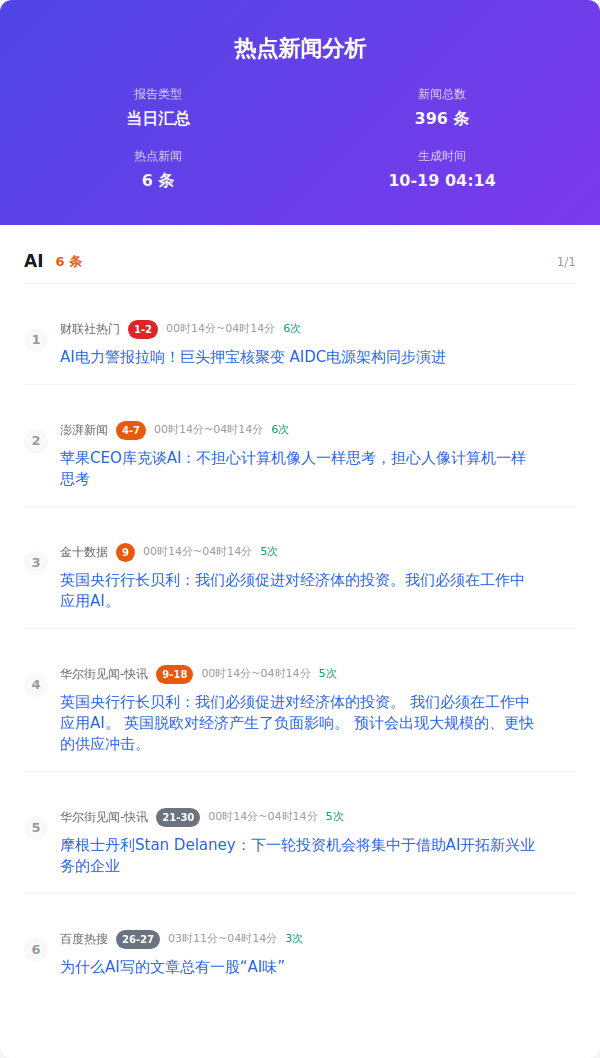 热点新闻分析
报告类型
新闻总数
当日汇总
396 条
热点新闻
生成时间
6 条
10-19 04:14
AI 6 条 1/1
1
财联社热门 1-2 00时14分~04时14分 6次
AI电力警报拉响！巨头押宝核聚变 AIDC电源架构同步演进
2
澎湃新闻 4-7 00时14分~04时14分 6次
苹果CEO库克谈AI：不担心计算机像人一样思考，担心人像计算机一样
思考
3
金十数据 9 00时14分~04时14分 5次
英国央行行长贝利：我们必须促进对经济体的投资。我们必须在工作中
应用AI。
4
华尔街见闻-快讯 9-18 00时14分~04时14分 5次
英国央行行长贝利：我们必须促进对经济体的投资。 我们必须在工作中
应用AI。 英国脱欧对经济产生了负面影响。 预计会出现大规模的、更快
的供应冲击。
5
华尔街见闻-快讯 21-30 00时14分~04时14分 5次
摩根士丹利Stan Delaney：下一轮投资机会将集中于借助AI开拓新兴业
务的企业
6
百度热搜 26-27 03时11分~04时14分 3次
为什么AI写的文章总有一股“AI味”